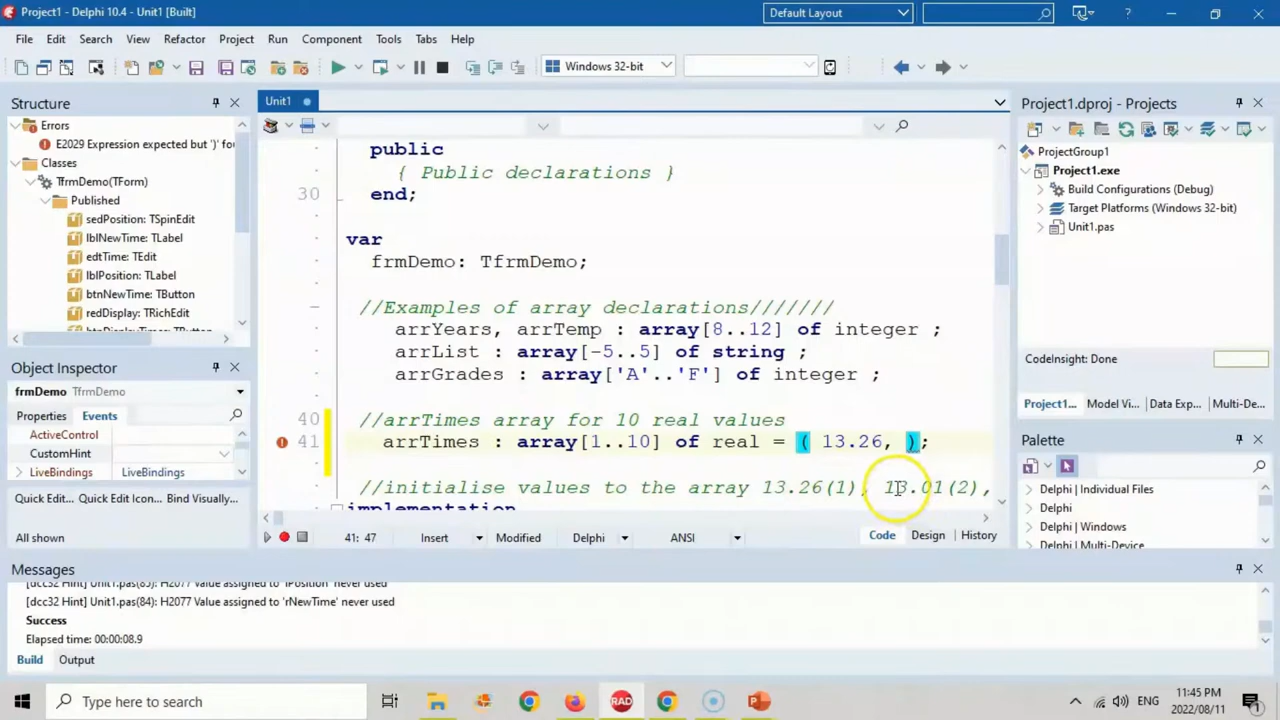 Project1 - Delphi 10.4 - Unit1 [Built]
Default Layout
File Edit Search View Refactor Project Run Component Tools Tabs Help
Windows 32-bit
Structure
Errors
E2029 Expression expected but ')' fo
Classes
TfrmDemo(TForm)
Published
sedPosition: TSpinEdit
lblNewTime: TLabel
edtTime: TEdit
lblPosition: TLabel
btnNewTime: TButton
redDisplay: TRichEdit
btnDisplayTimes: TButton
Object Inspector
frmDemo TfrmDemo
Properties Events
ActiveControl
CustomHint
LiveBindings LiveBindings
Quick Edit... Quick Edit... Bind Visually...
All shown
Unit1
public
{ Public declarations }
30 end;
var
frmDemo: TfrmDemo;
//Examples of array declarations///////
arrYears, arrTemp : array[8..12] of integer ;
arrList : array[-5..5] of string ;
arrGrades : array['A'..'F'] of integer ;
40 //arrTimes array for 10 real values
41 arrTimes : array[1..10] of real = ( 13.26, );
//initialise values to the array 13.26(1), 13.01(2),
implementation
41: 47 Insert Modified Delphi ANSI Code Design History
Project1.dproj - Projects
ProjectGroup1
Project1.exe
Build Configurations (Debug)
Target Platforms (Windows 32-bit)
Unit1.pas
CodeInsight: Done
Project1... Model Vi... Data Exp... Multi-De...
Palette
Delphi | Individual Files
Delphi
Delphi | Windows
Delphi | Multi-Device
Messages
[dcc32 Hint] Unit1.pas(85): H2077 Value assigned to 'iPosition' never used
[dcc32 Hint] Unit1.pas(84): H2077 Value assigned to 'rNewTime' never used
Success
Elapsed time: 00:00:08.9
Build Output
Type here to search
RAD
ENG
11:45 PM
2022/08/11